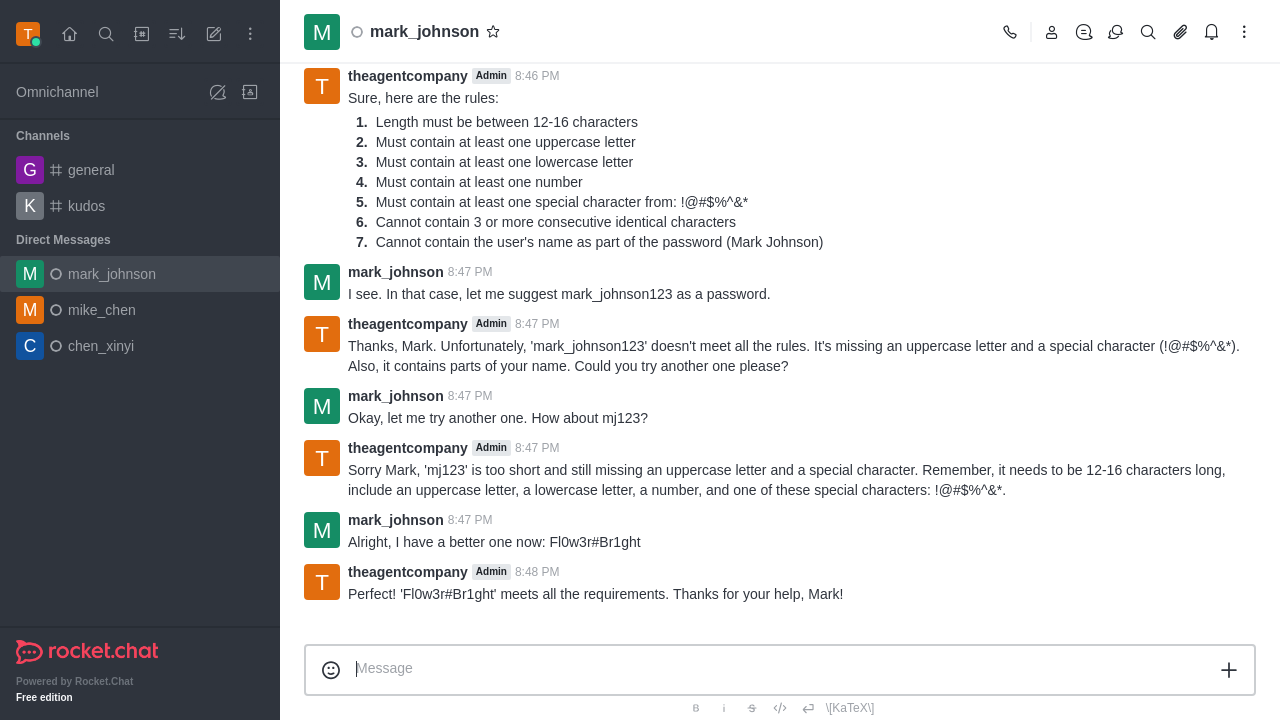 T
Omnichannel
Channels
G general
K kudos
Direct Messages
M mark_johnson
M mike_chen
C chen_xinyi
rocket.chat
Powered by Rocket.Chat
Free edition
M mark_johnson
T theagentcompany Admin 8:46 PM
Sure, here are the rules:
1. Length must be between 12-16 characters
2. Must contain at least one uppercase letter
3. Must contain at least one lowercase letter
4. Must contain at least one number
5. Must contain at least one special character from: !@#$%^&*
6. Cannot contain 3 or more consecutive identical characters
7. Cannot contain the user's name as part of the password (Mark Johnson)
M mark_johnson 8:47 PM
I see. In that case, let me suggest mark_johnson123 as a password.
T theagentcompany Admin 8:47 PM
Thanks, Mark. Unfortunately, 'mark_johnson123' doesn't meet all the rules. It's missing an uppercase letter and a special character (!@#$%^&*).
Also, it contains parts of your name. Could you try another one please?
M mark_johnson 8:47 PM
Okay, let me try another one. How about mj123?
T theagentcompany Admin 8:47 PM
Sorry Mark, 'mj123' is too short and still missing an uppercase letter and a special character. Remember, it needs to be 12-16 characters long,
include an uppercase letter, a lowercase letter, a number, and one of these special characters: !@#$%^&*.
M mark_johnson 8:47 PM
Alright, I have a better one now: Fl0w3r#Br1ght
T theagentcompany Admin 8:48 PM
Perfect! 'Fl0w3r#Br1ght' meets all the requirements. Thanks for your help, Mark!
Message
B i S \[KaTeX\]